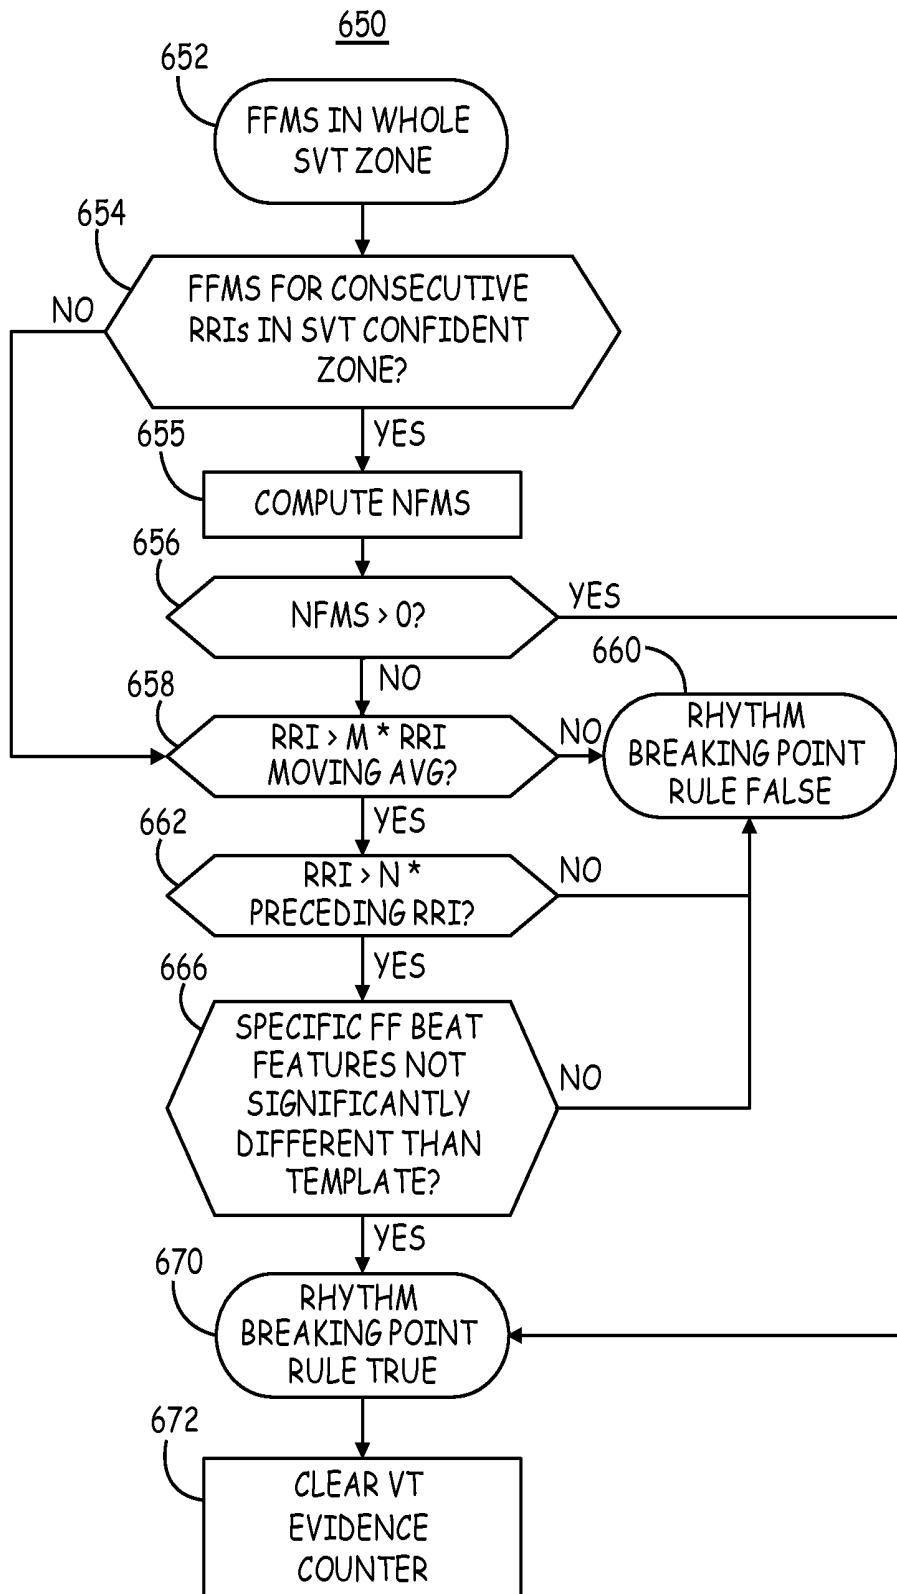 650
652
FFMS IN WHOLE
SVT ZONE
654
FFMS FOR CONSECUTIVE
RRIs IN SVT CONFIDENT
ZONE?
NO
YES
655
COMPUTE NFMS
656
NFMS > 0?
YES
NO
658
RRI > M * RRI
MOVING AVG?
NO
660
RHYTHM
BREAKING POINT
RULE FALSE
YES
662
RRI > N *
PRECEDING RRI?
NO
YES
666
SPECIFIC FF BEAT
FEATURES NOT
SIGNIFICANTLY
DIFFERENT THAN
TEMPLATE?
NO
YES
670
RHYTHM
BREAKING POINT
RULE TRUE
672
CLEAR VT
EVIDENCE
COUNTER